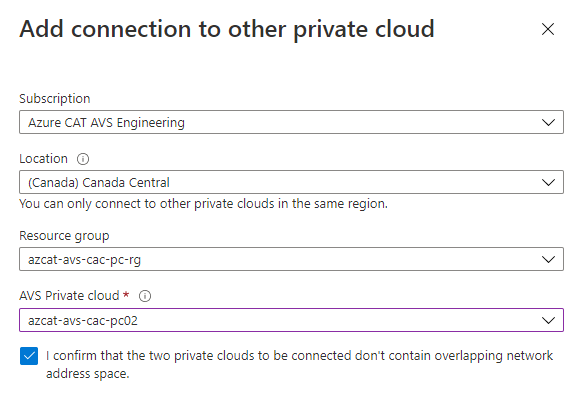 Add connection to other private cloud
Subscription
Azure CAT AVS Engineering
Location
(Canada) Canada Central
You can only connect to other private clouds in the same region.
Resource group
azcat-avs-cac-pc-rg
AVS Private cloud *
azcat-avs-cac-pc02
I confirm that the two private clouds to be connected don't contain overlapping network
address space.